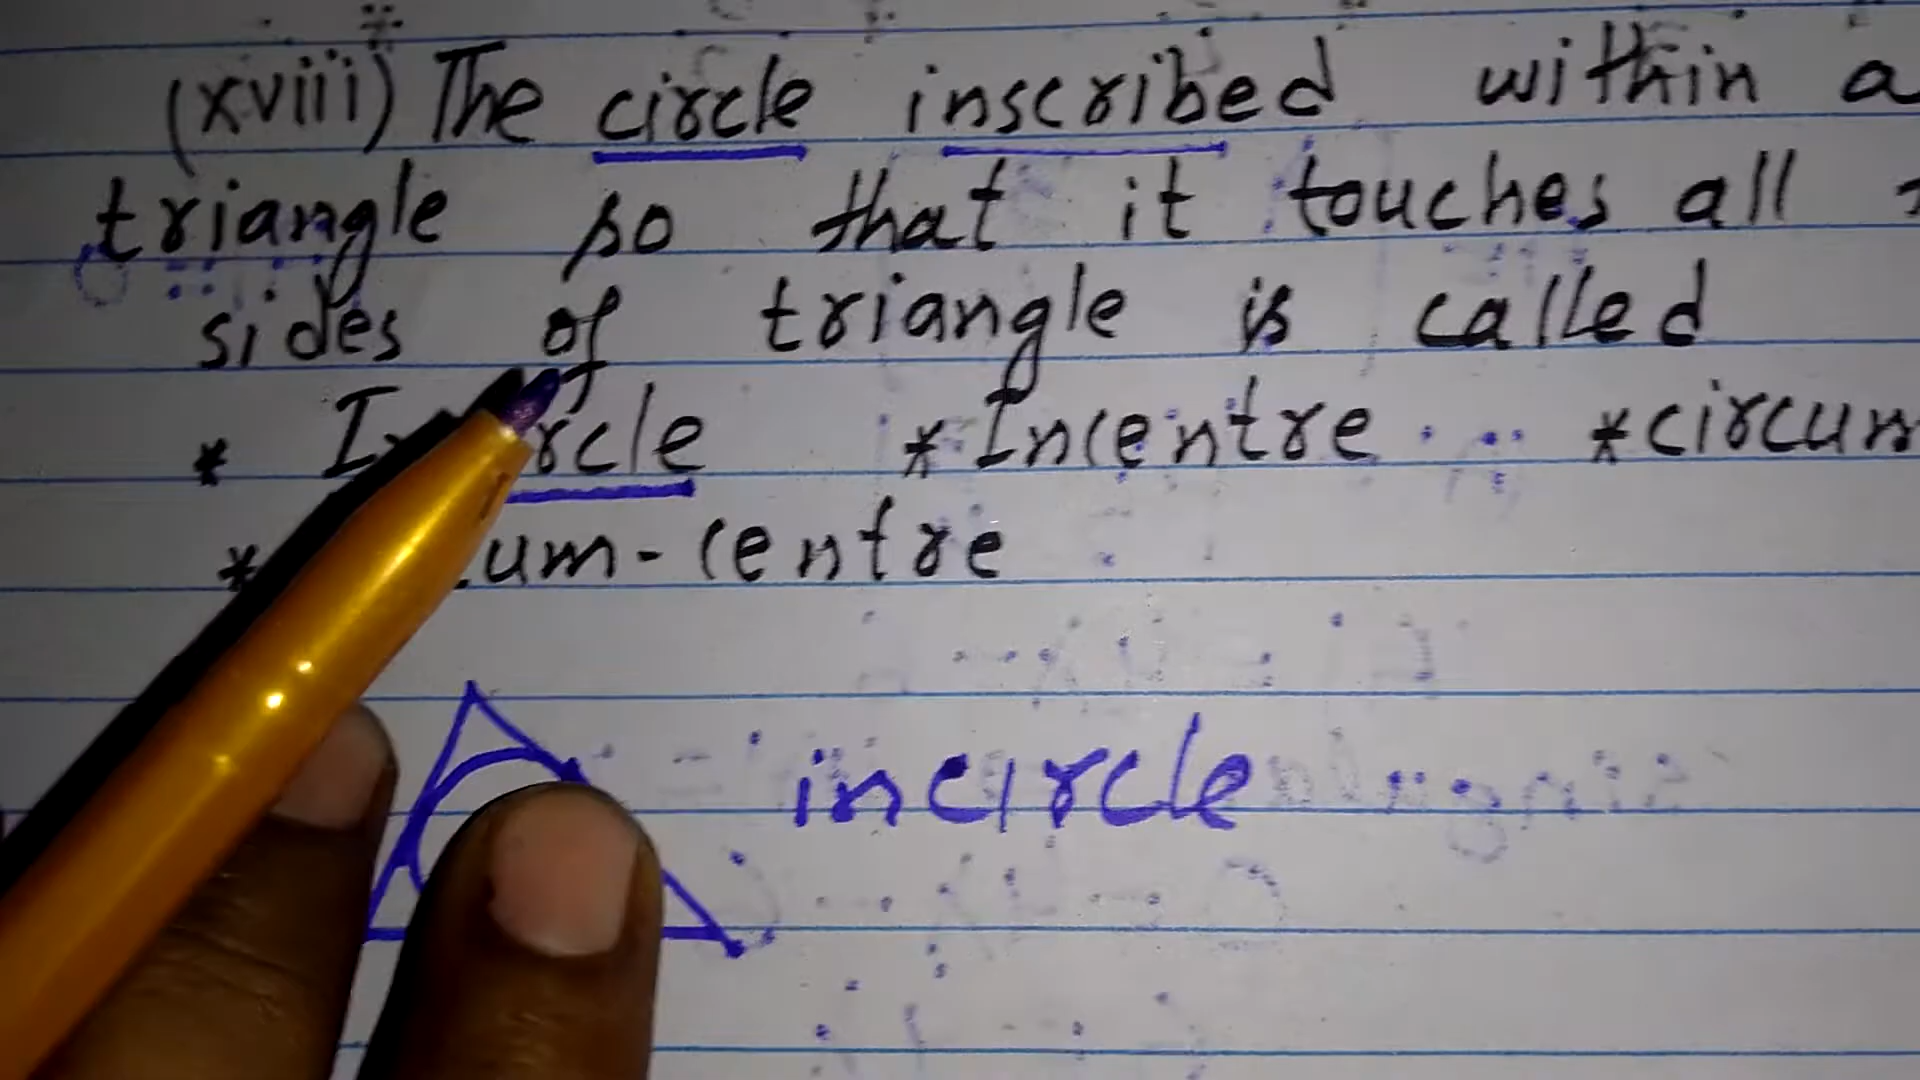 (xviii) The circle inscribed within a
triangle so that it touches all
sides of triangle is called
* Incircle *Incentre *circum
* um-centre
incircle